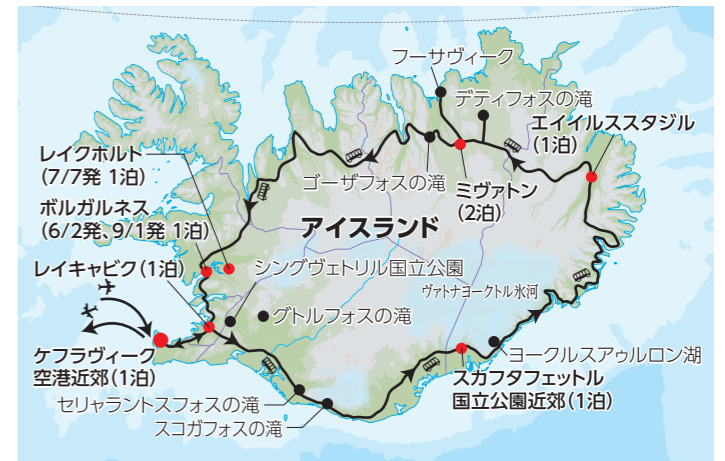 フーサヴィーク
デティフォスの滝
エイイルススタジル
(1泊)
レイクホルト
(7/7発 1泊)
ゴーザフォスの滝
ミヴァトン
(2泊)
ボルガルネス
(6/2発、9/1発 1泊)
アイスランド
レイキャビク(1泊)
シングヴェトリル国立公園
ヴァトナヨークトル氷河
グトルフォスの滝
ケフラヴィーク
空港近郊(1泊)
ヨークルスアゥルロン湖
スカフタフェットル
国立公園近郊(1泊)
セリャラントスフォスの滝
スコガフォスの滝